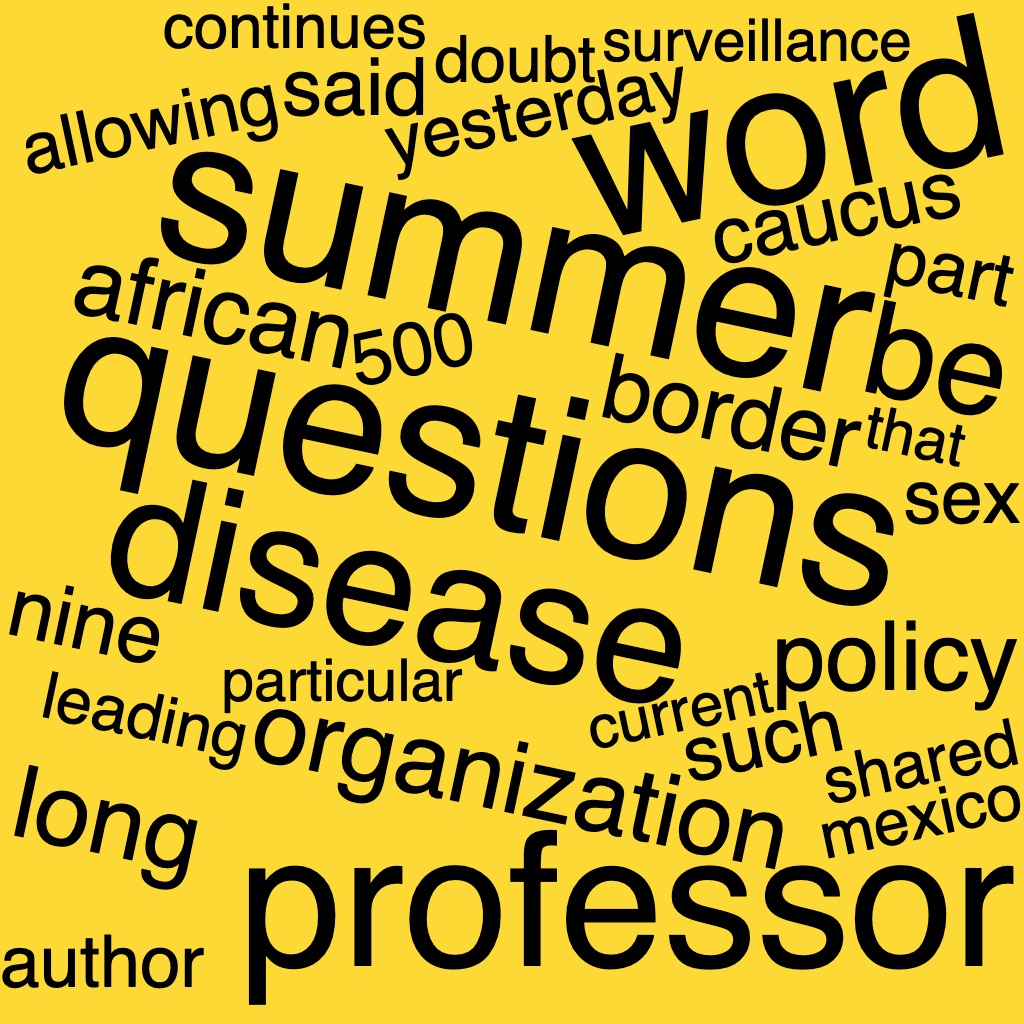 continues
doubt
surveillance
said
allowing
yesterday
word
summer
caucus
part
african
500
be
questions
border
that
sex
disease
nine
policy
particular
leading
current
organization
such
shared
mexico
long
professor
author